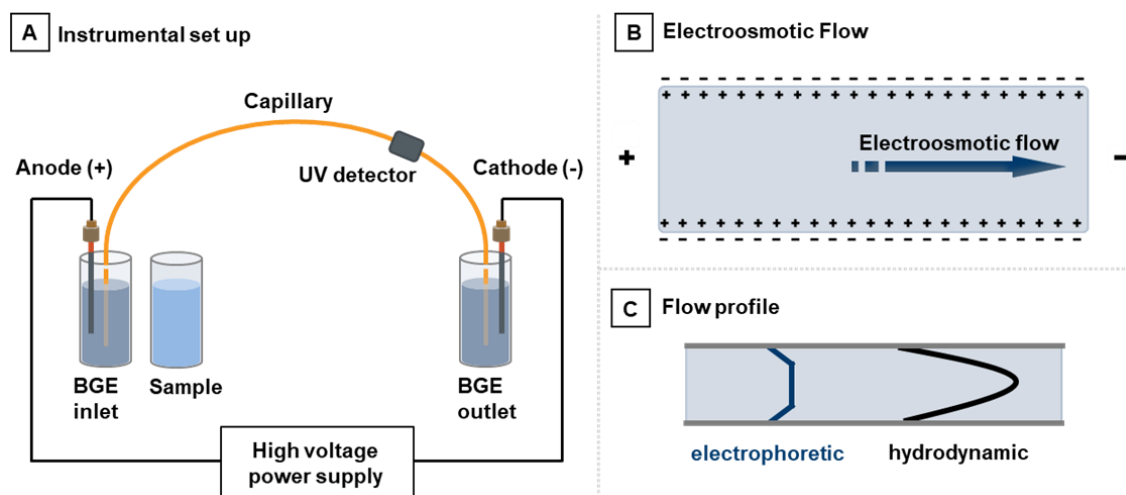 A Instrumental set up
Capillary
Anode (+)
UV detector
Cathode (-)
BGE
inlet
Sample
BGE
outlet
High voltage
power supply
B Electroosmotic Flow
- - - - - - - - - - - - - - - - - - - - - - -
+ + + + + + + + + + + + + + + + + + + + +
+
Electroosmotic flow
-
+ + + + + + + + + + + + + + + + + + + + +
- - - - - - - - - - - - - - - - - - - - - - -
C Flow profile
electrophoretic
hydrodynamic